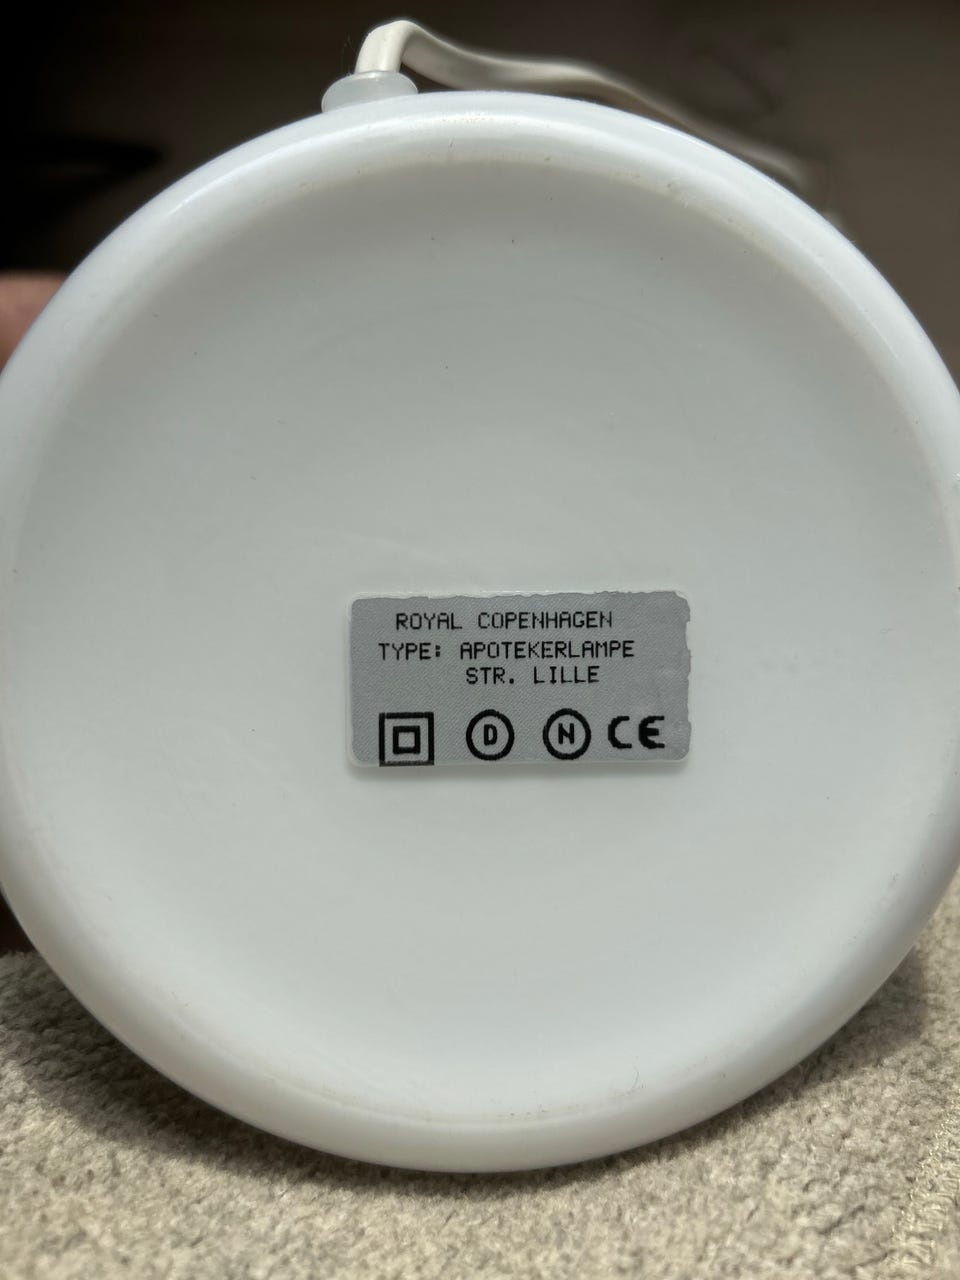 ROYAL COPENHAGEN
TYPE: APOTEKERLAMPE
STR. LILLE
D N CE